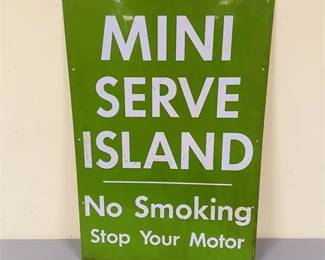 MINI
SERVE
ISLAND
No Smoking
Stop Your Motor